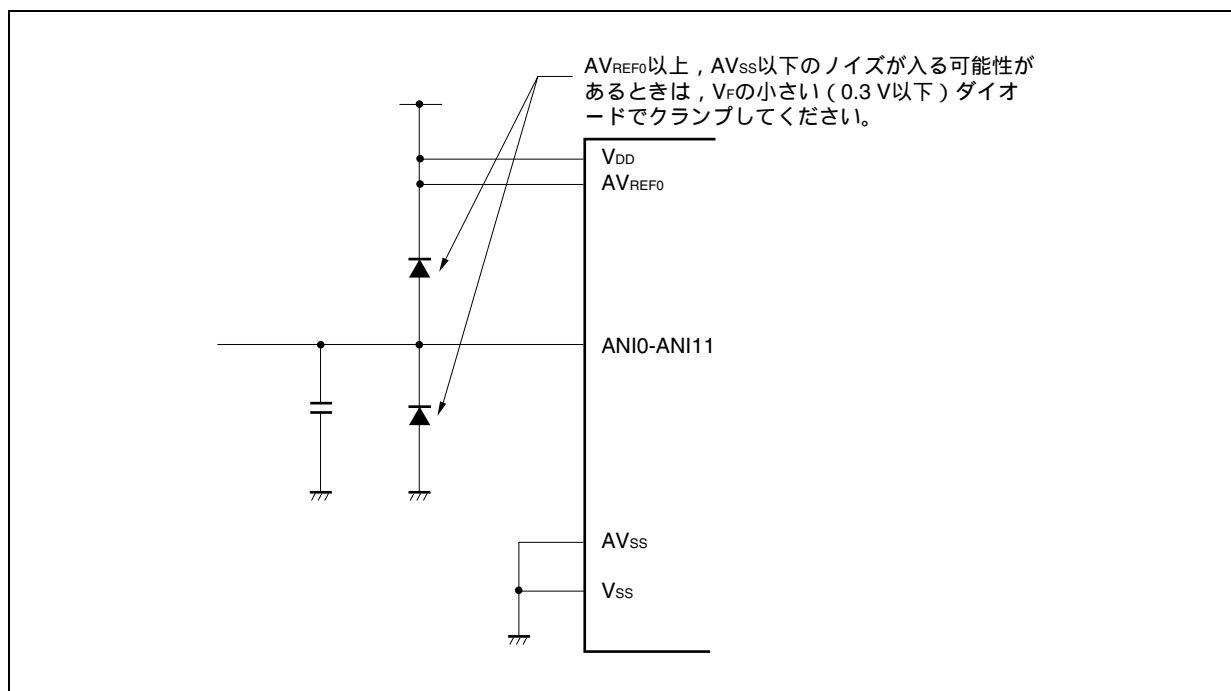 AVREF0以上，AVSS以下のノイズが入る可能性が
あるときは，VFの小さい（0.3 V以下）ダイオ
ードでクランプしてください。
VDD
AVREF0
ANI0-ANI11
AVSS
VSS